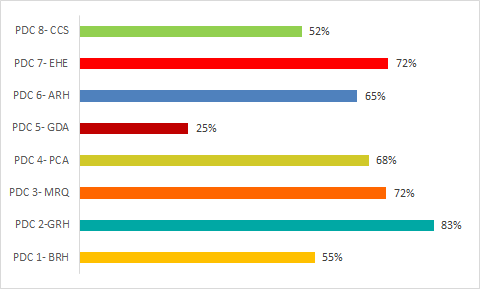 PDC 8- CCS 52%
PDC 7- EHE 72%
PDC 6- ARH 65%
PDC 5- GDA 25%
PDC 4- PCA 68%
PDC 3- MRQ 72%
PDC 2-GRH 83%
PDC 1- BRH 55%